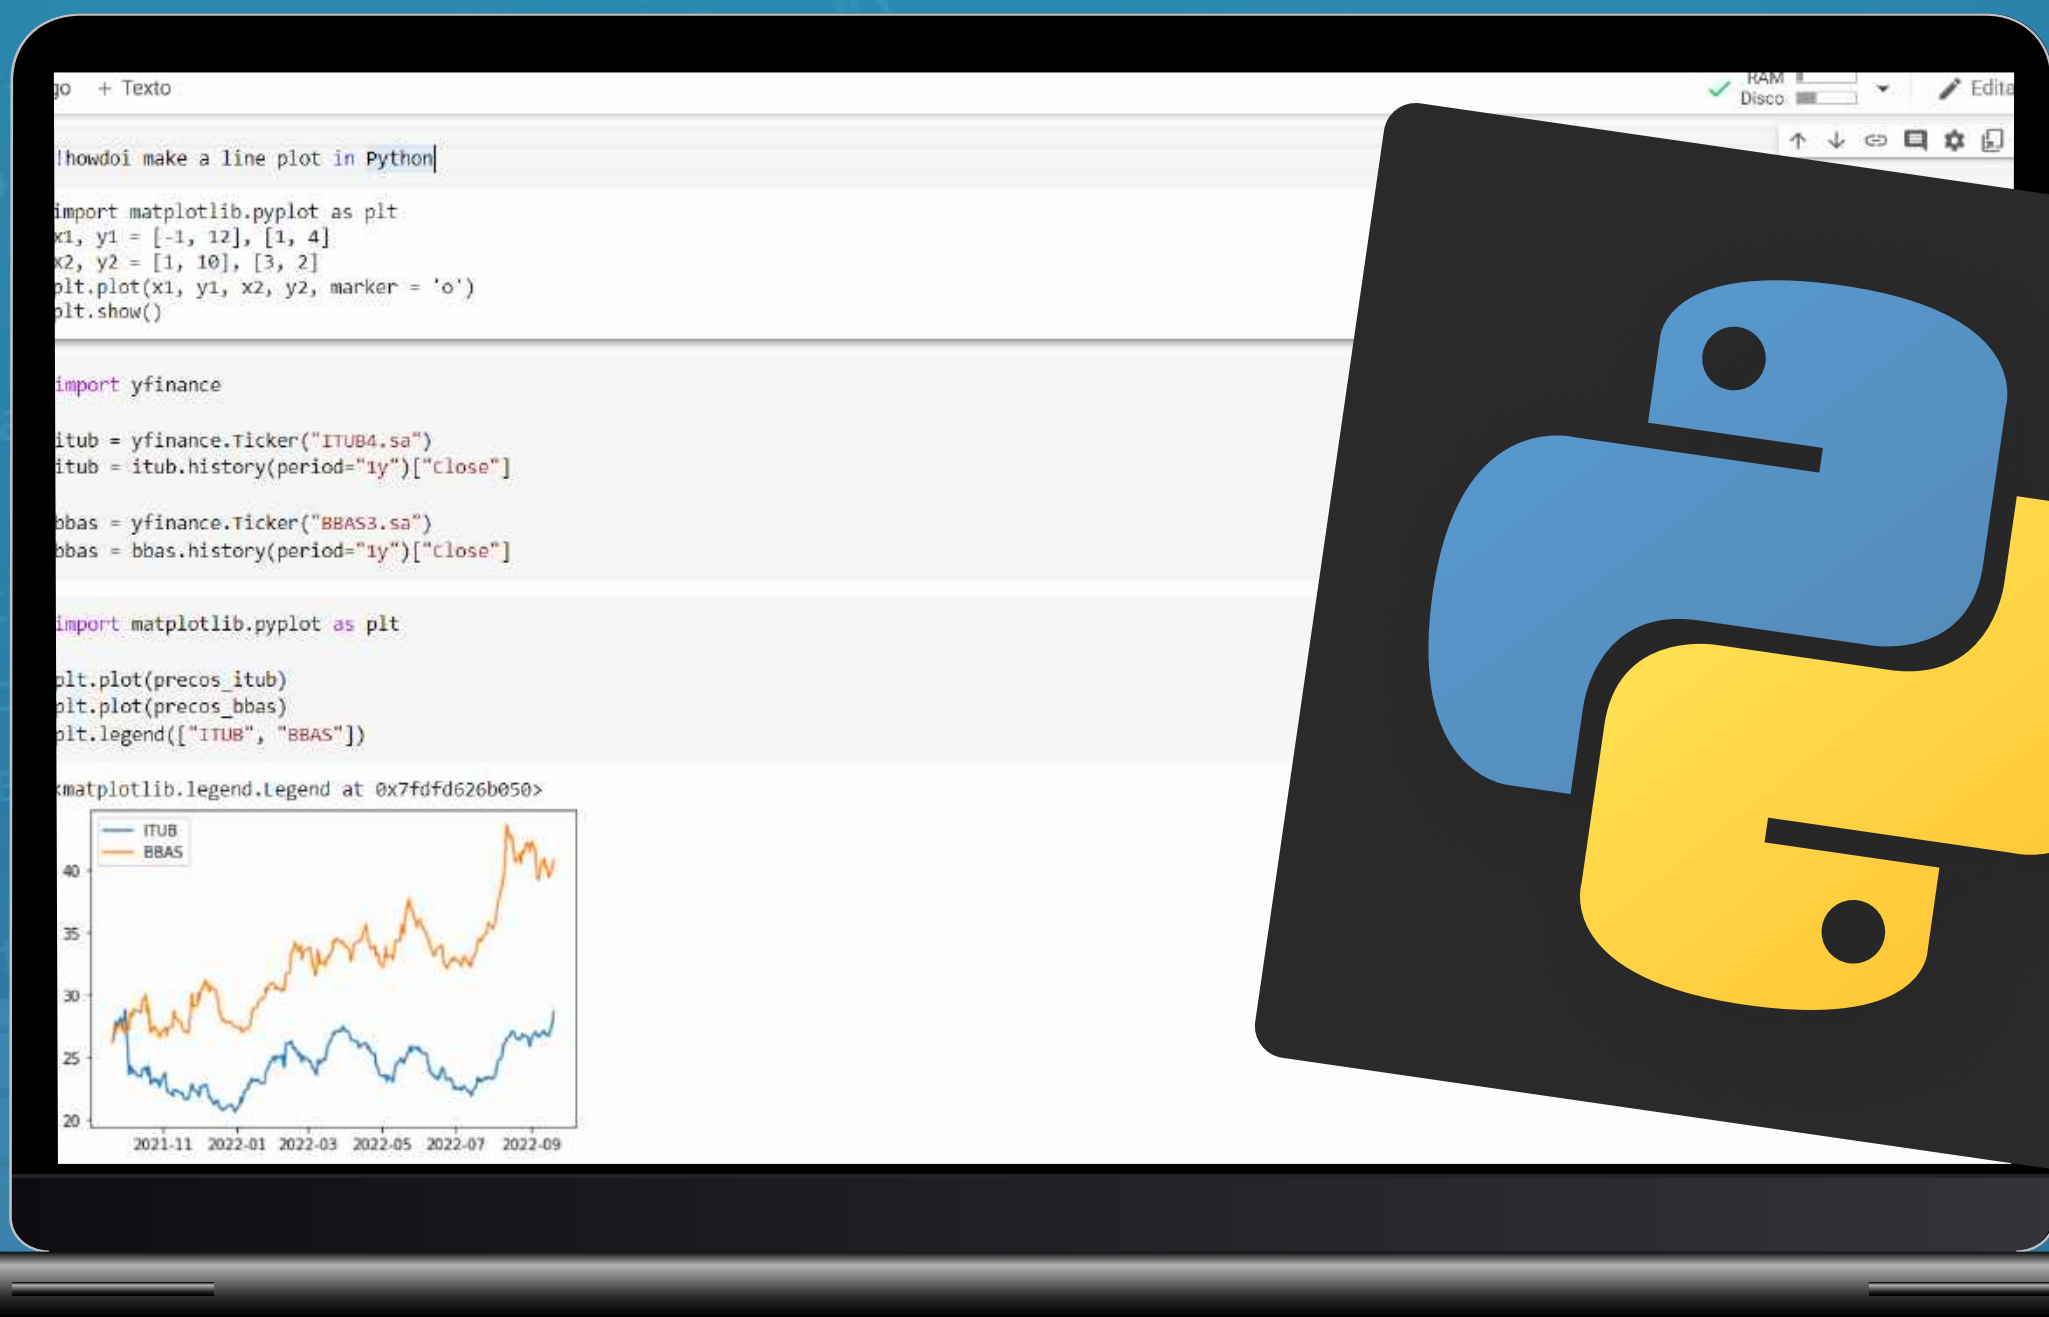 go + Texto
RAM
Disco
Edita
!howdoi make a line plot in Python
import matplotlib.pyplot as plt
x1, y1 = [-1, 12], [1, 4]
x2, y2 = [1, 10], [3, 2]
plt.plot(x1, y1, x2, y2, marker = 'o')
plt.show()
import yfinance
itub = yfinance.Ticker("ITUB4.sa")
itub = itub.history(period="1y")["Close"]
bbas = yfinance.Ticker("BBAS3.sa")
bbas = bbas.history(period="1y")["Close"]
import matplotlib.pyplot as plt
plt.plot(precos_itub)
plt.plot(precos_bbas)
plt.legend(["ITUB", "BBAS"])
<matplotlib.legend.Legend at 0x7fdfd626b050>
ITUB
BBAS
40
35
30
25
20
2021-11 2022-01 2022-03 2022-05 2022-07 2022-09